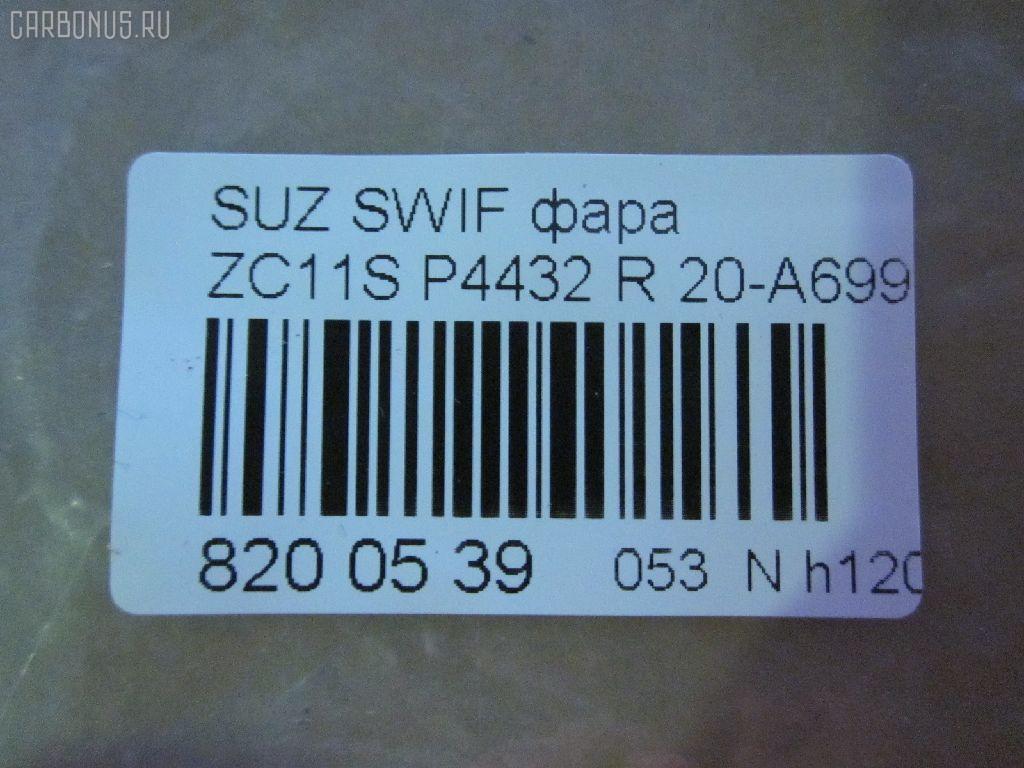 CARBONUS.RU
SUZ SWIF фара
ZC11S P4432 R 20-A699
820 05 39 053 N h120